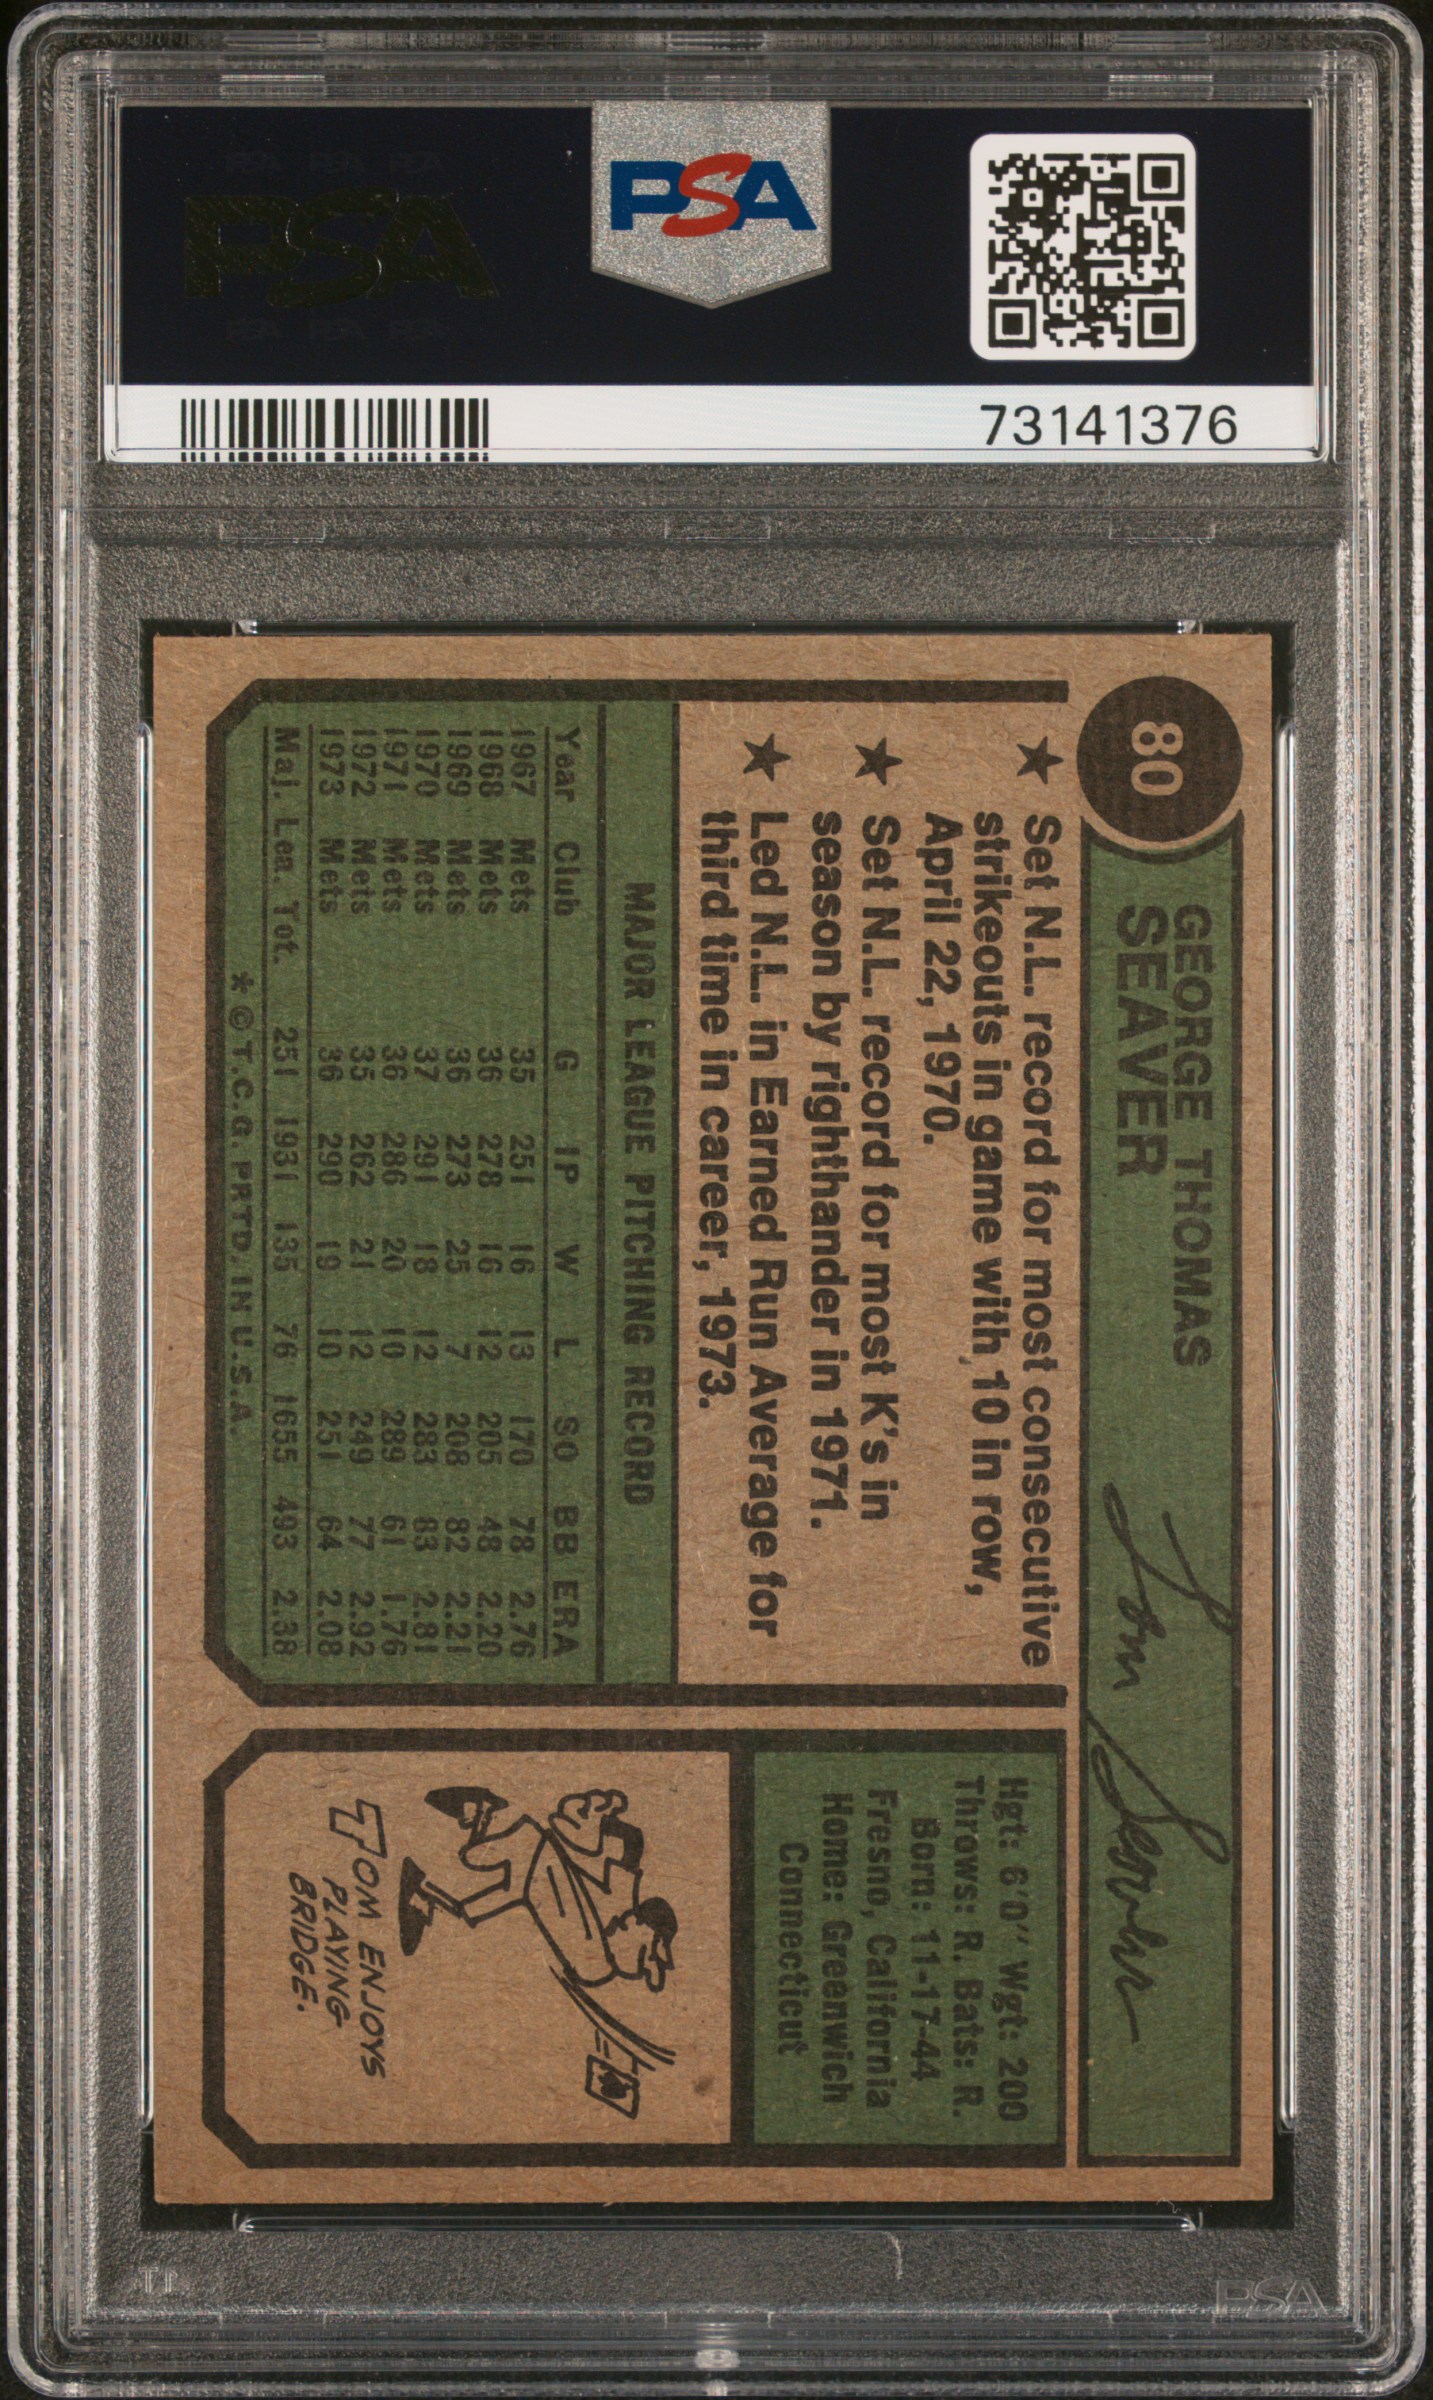 PSA
PSA
73141376
80
GEORGE THOMAS
SEAVER
Tom Seaver
★ Set N.L. record for most consecutive
strikeouts in game with 10 in row,
April 22, 1970.
★ Set N.L. record for most K's in
season by righthander in 1971.
★ Led N.L. in Earned Run Average for
third time in career, 1973.
MAJOR LEAGUE PITCHING RECORD
Year Club G IP W L SO BB ERA
1967 Mets 35 251 16 13 170 78 2.76
1968 Mets 36 278 16 12 205 48 2.20
1969 Mets 36 273 25 7 208 82 2.21
1970 Mets 37 291 18 12 283 83 2.81
1971 Mets 36 286 20 10 289 61 1.76
1972 Mets 35 262 21 12 249 77 2.92
1973 Mets 36 290 19 10 251 64 2.08
Maj. Lea. Tot. 251 1931 135 76 1655 493 2.38
* © T.C.G. PRTD. IN U.S.A.
Hgt: 6'0" Wgt: 200
Throws: R. Bats: R.
Born: 11-17-44
Fresno, California
Home: Greenwich
Connecticut
TOM ENJOYS
PLAYING
BRIDGE.
PSA